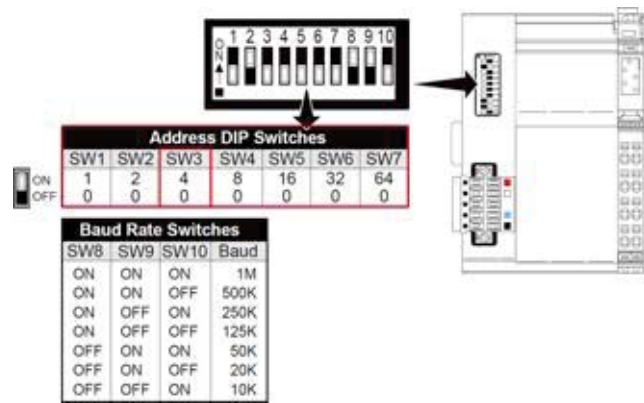 1 2 3 4 5 6 7 8 9 10
ON
Address DIP Switches
SW1 SW2 SW3 SW4 SW5 SW6 SW7
ON 1 2 4 8 16 32 64
OFF 0 0 0 0 0 0 0
Baud Rate Switches
SW8 SW9 SW10 Baud
ON ON ON 1M
ON ON OFF 500K
ON OFF ON 250K
ON OFF OFF 125K
OFF ON ON 50K
OFF ON OFF 20K
OFF OFF ON 10K